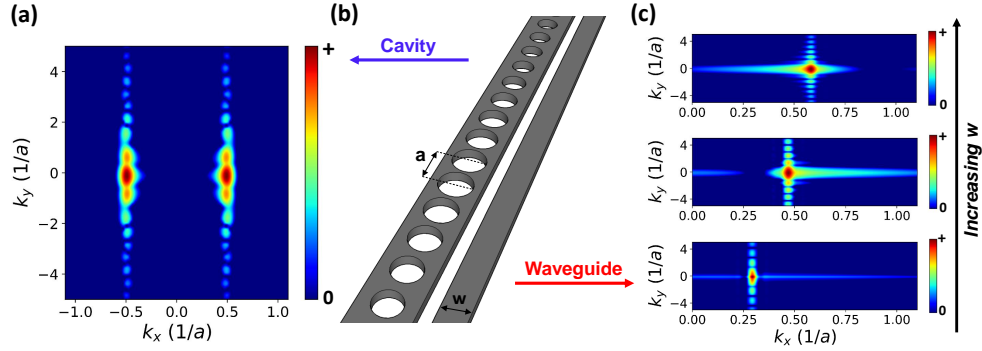 (a)
+
0
4
2
0
−2
−4
k_y (1/a)
−1.0 −0.5 0.0 0.5 1.0
k_x (1/a)
(b)
Cavity
a
Waveguide
w
(c)
k_y (1/a)
4
0
−4
0.00 0.25 0.50 0.75 1.00
+
0
k_y (1/a)
4
0
−4
0.00 0.25 0.50 0.75 1.00
+
0
k_y (1/a)
4
0
−4
0.00 0.25 0.50 0.75 1.00
k_x (1/a)
+
0
Increasing w